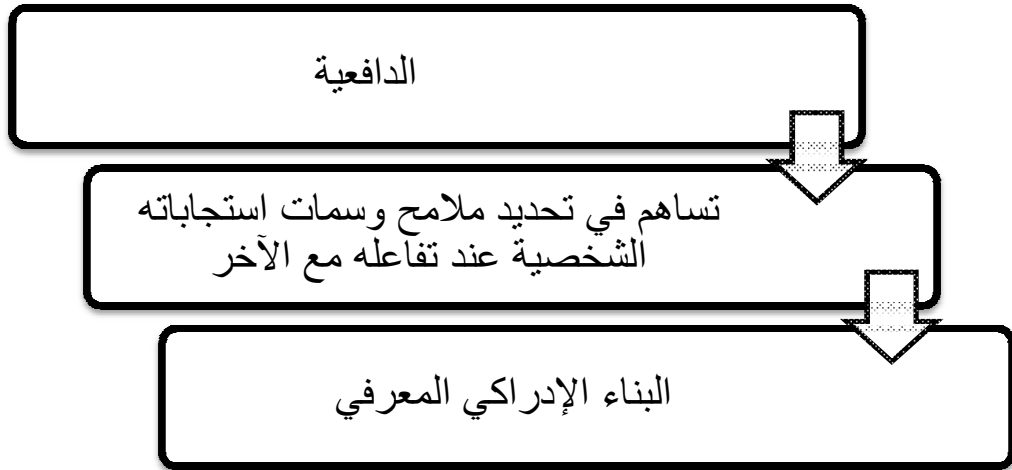 الدافعية
تساهم في تحديد ملامح وسمات استجاباته
الشخصية عند تفاعله مع الآخر
البناء الإدراكي المعرفي